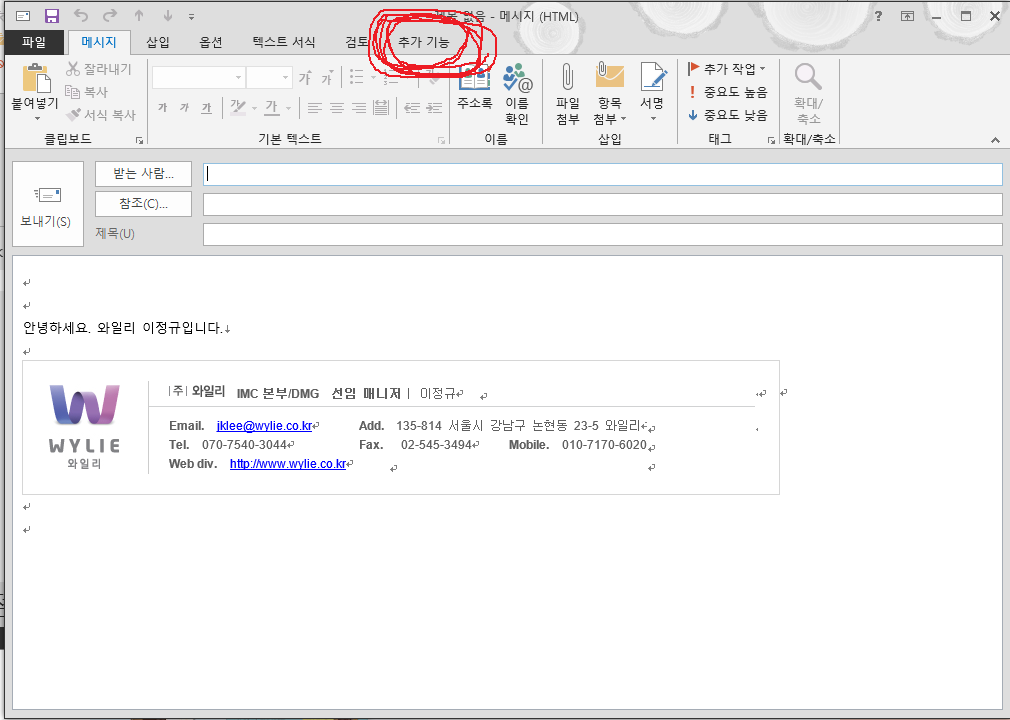 없음 - 메시지 (HTML)
?
파일 메시지 삽입 옵션 텍스트 서식 검토 추가 기능
붙여넣기
잘라내기
복사
서식 복사
클립보드
가 가
가 가 가 가
기본 텍스트
주소록
이름 확인
이름
파일 첨부
항목 첨부
서명
삽입
추가 작업
중요도 높음
중요도 낮음
태그
확대/
축소
확대/축소
보내기(S)
받는 사람...
참조(C)...
제목(U)
안녕하세요. 와일리 이정규입니다.
WYLIE
와일리
|주| 와일리 IMC 본부/DMG 선임 매니저 | 이정규
Email. jklee@wylie.co.kr Add. 135-814 서울시 강남구 논현동 23-5 와일리
Tel. 070-7540-3044 Fax. 02-545-3494 Mobile. 010-7170-6020
Web div. http://www.wylie.co.kr